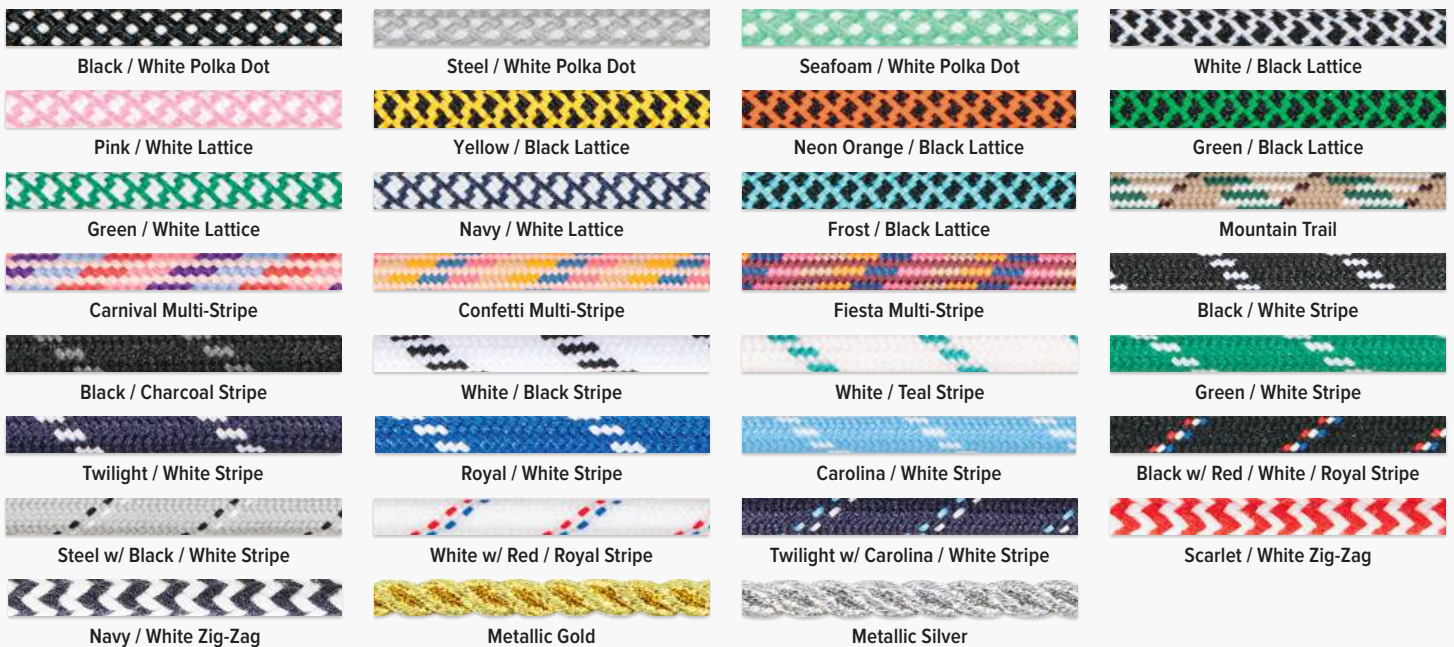 Black / White Polka Dot
Steel / White Polka Dot
Seafoam / White Polka Dot
White / Black Lattice
Pink / White Lattice
Yellow / Black Lattice
Neon Orange / Black Lattice
Green / Black Lattice
Green / White Lattice
Navy / White Lattice
Frost / Black Lattice
Mountain Trail
Carnival Multi-Stripe
Confetti Multi-Stripe
Fiesta Multi-Stripe
Black / White Stripe
Black / Charcoal Stripe
White / Black Stripe
White / Teal Stripe
Green / White Stripe
Twilight / White Stripe
Royal / White Stripe
Carolina / White Stripe
Black w/ Red / White / Royal Stripe
Steel w/ Black / White Stripe
White w/ Red / Royal Stripe
Twilight w/ Carolina / White Stripe
Scarlet / White Zig-Zag
Navy / White Zig-Zag
Metallic Gold
Metallic Silver